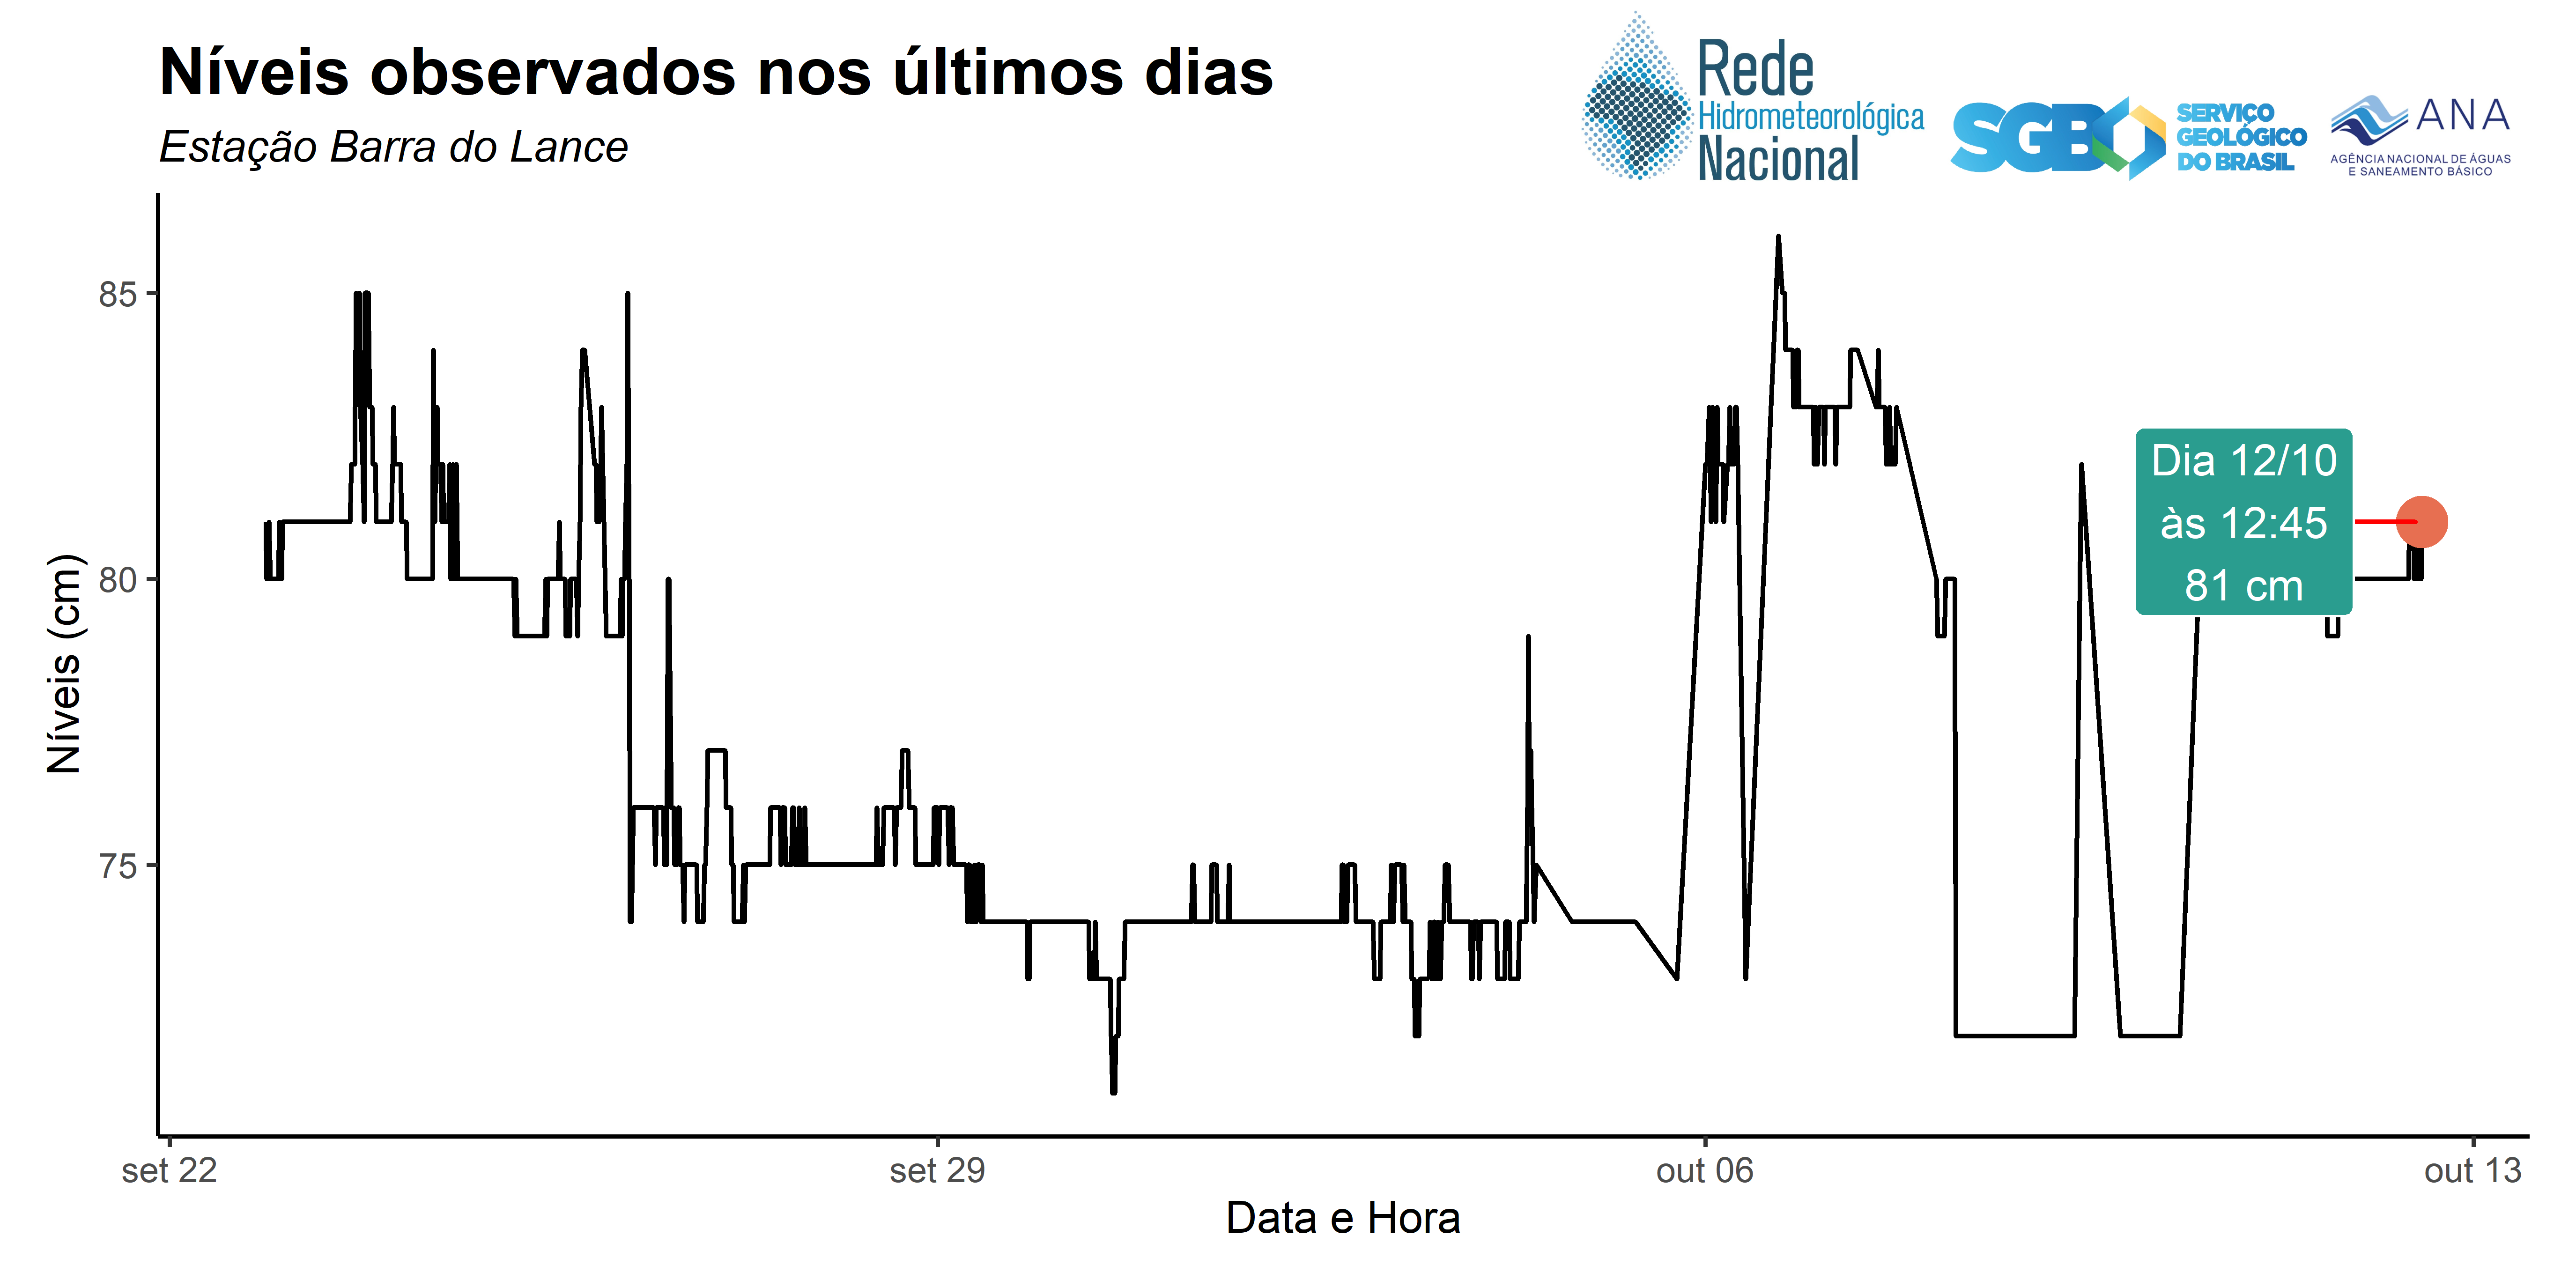 Níveis observados nos últimos dias
Estação Barra do Lance
Rede
Hidrometeorológica
Nacional
SGB
SERVIÇO
GEOLÓGICO
DO BRASIL
ANA
AGÊNCIA NACIONAL DE ÁGUAS
E SANEAMENTO BÁSICO
Níveis (cm)
85
80
75
Dia 12/10
às 12:45
81 cm
set 22
set 29
out 06
out 13
Data e Hora